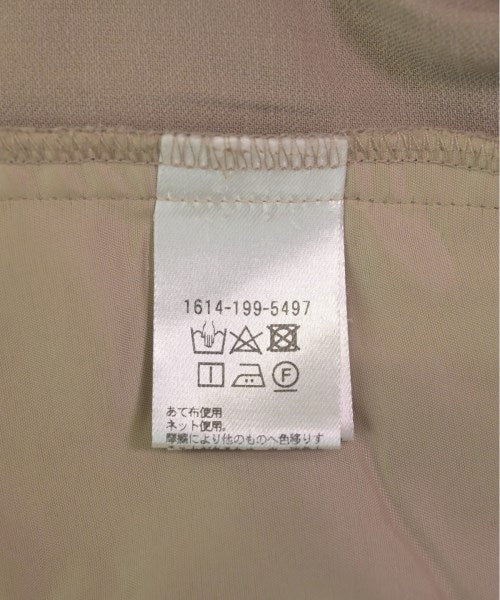 1614-199-5497
F
あて布使用
ネット使用。
摩擦により他のものへ色移りす